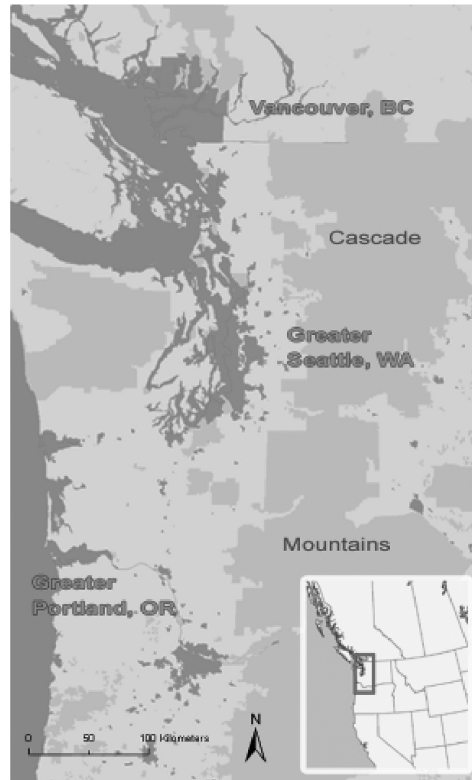 Vancouver, BC
Cascade
Greater
Seattle, WA
Mountains
Greater
Portland, OR
N
0 50 100 Kilometers